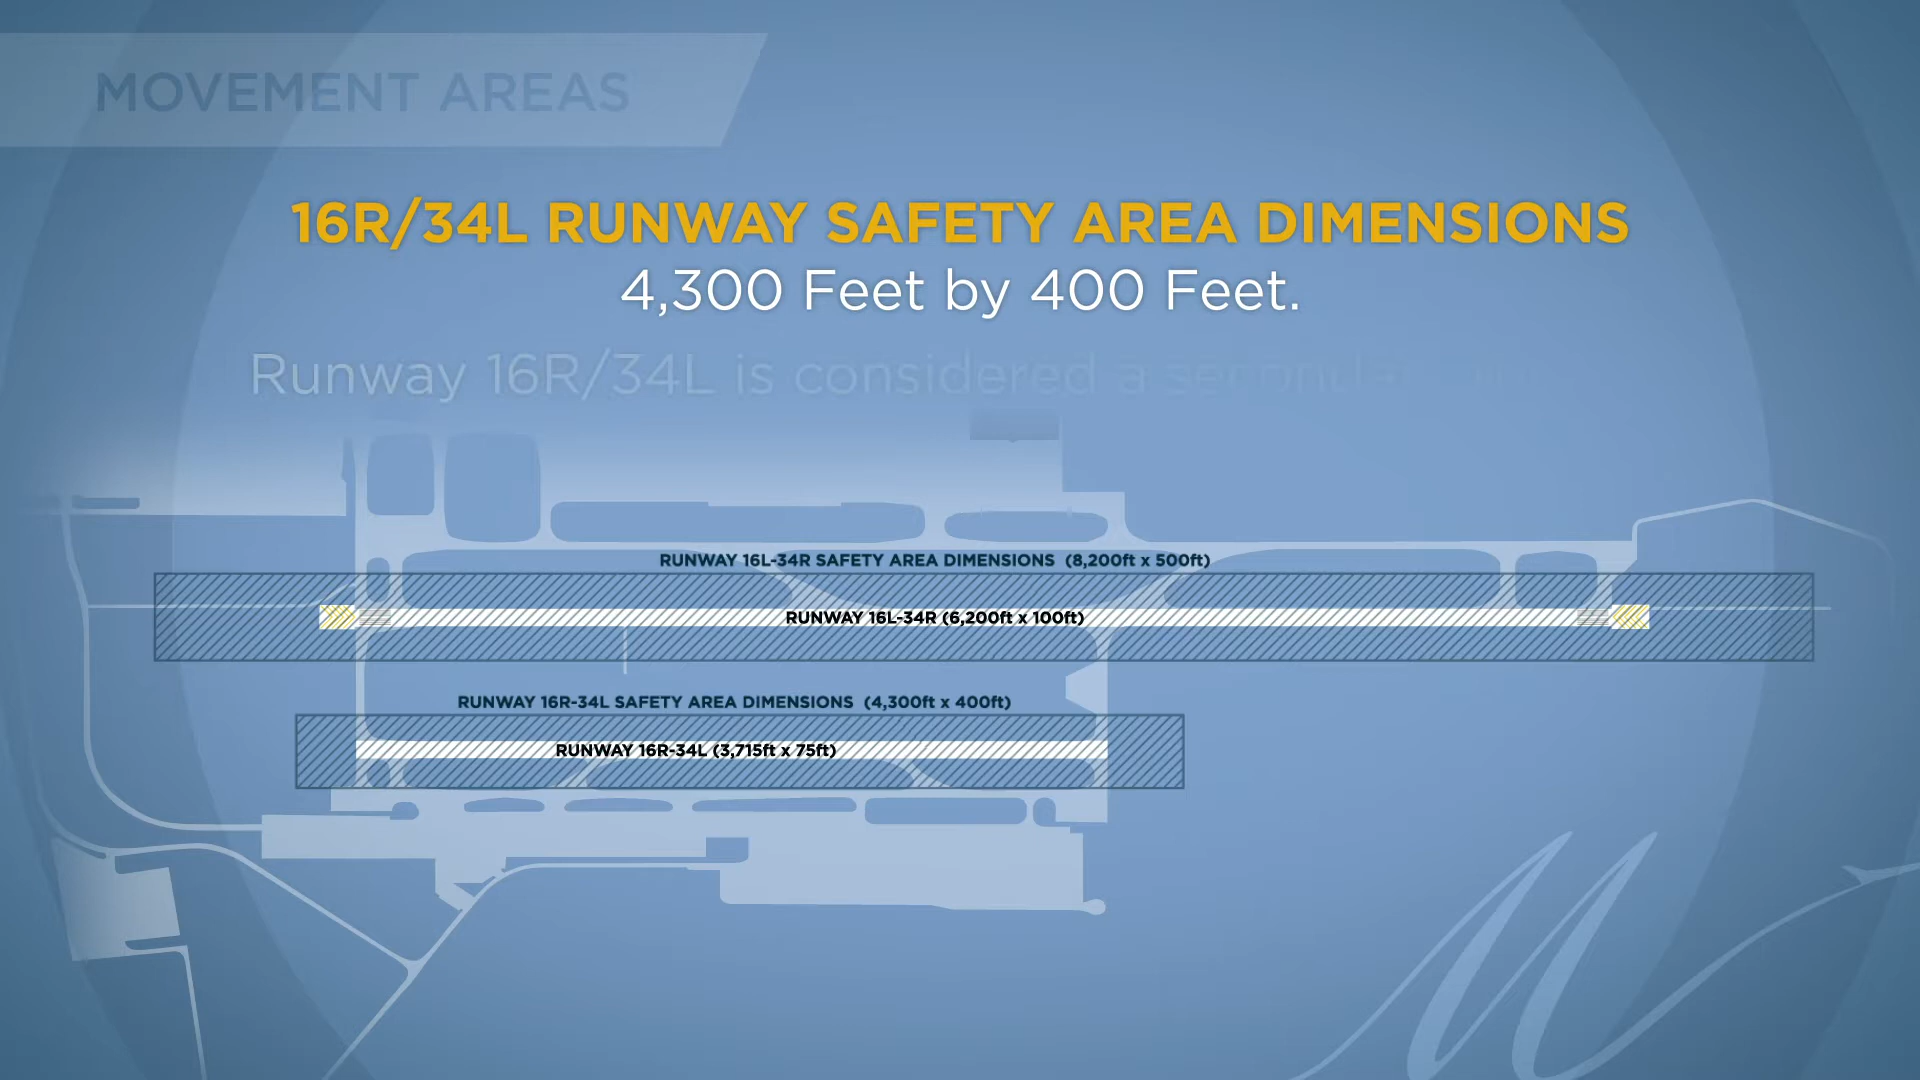 MOVEMENT AREAS
16R/34L RUNWAY SAFETY AREA DIMENSIONS
4,300 Feet by 400 Feet.
Runway 16R/34L is considered a second
RUNWAY 16L-34R SAFETY AREA DIMENSIONS (8,200ft x 500ft)
RUNWAY 16L-34R (6,200ft x 100ft)
RUNWAY 16R-34L SAFETY AREA DIMENSIONS (4,300ft x 400ft)
RUNWAY 16R-34L (3,715ft x 75ft)
M